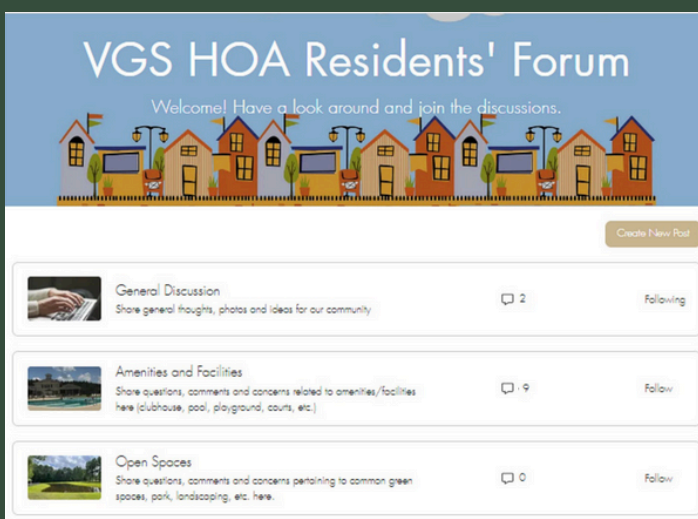 VGS HOA Residents' Forum
Welcome! Have a look around and join the discussions.
Create New Post
General Discussion
Share general thoughts, photos and ideas for our community
2
Following
Amenities and Facilities
Share questions, comments and concerns related to amenities/facilities
here (clubhouse, pool, playground, courts, etc.)
9
Follow
Open Spaces
Share questions, comments and concerns pertaining to common green
spaces, park, landscaping, etc. here.
0
Follow